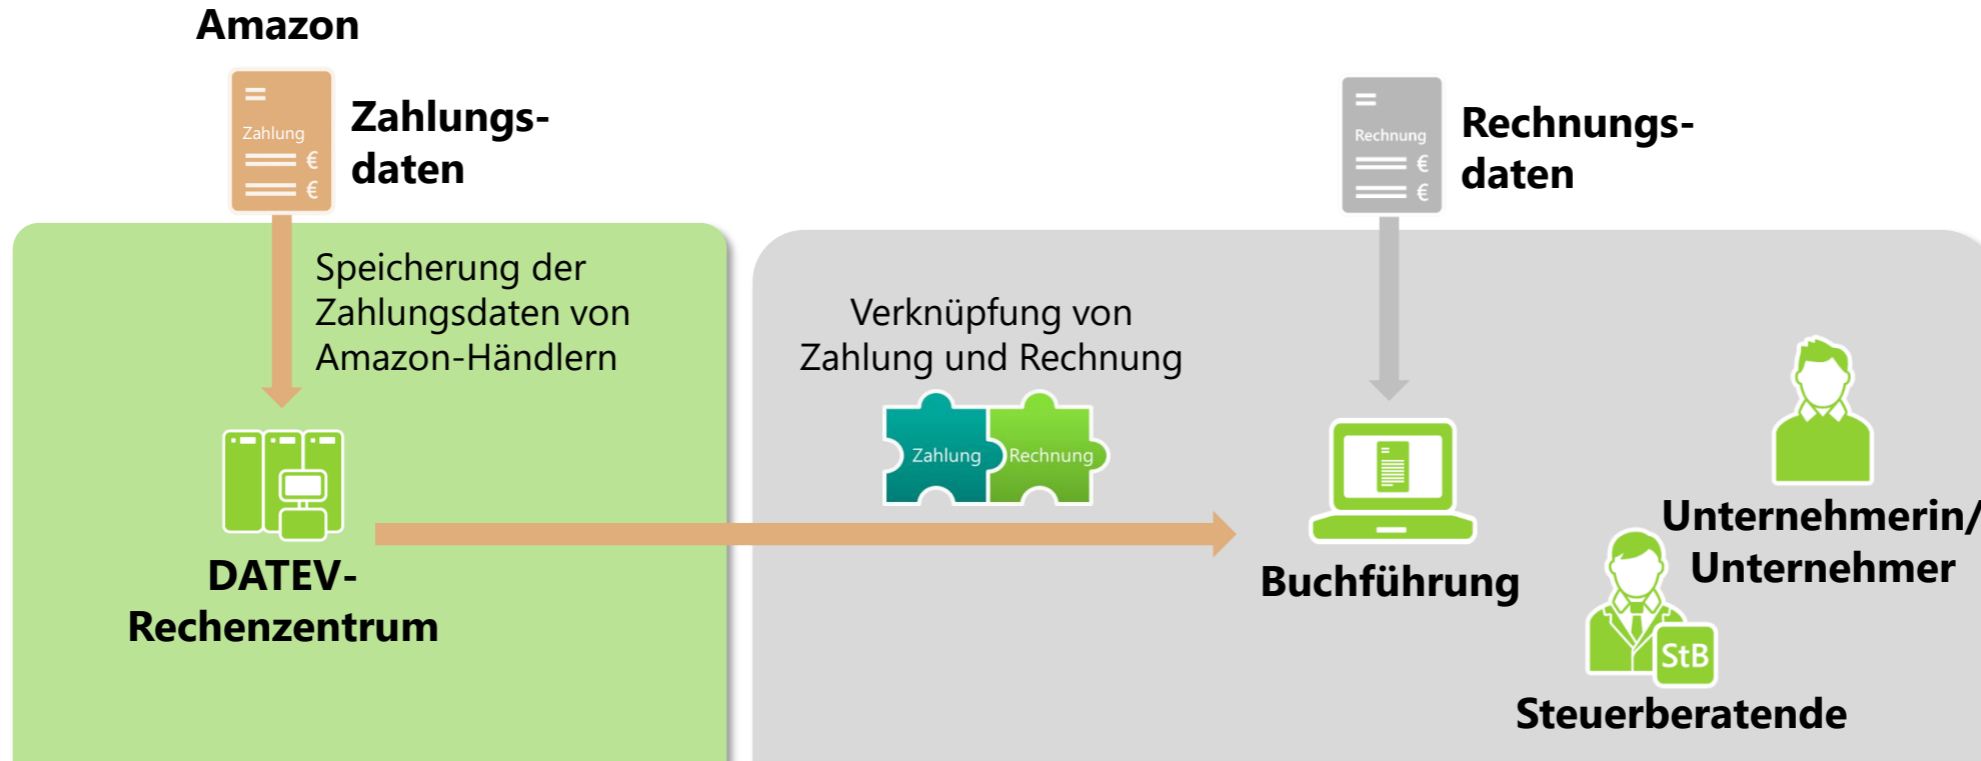 Amazon
Zahlung
€
€
Zahlungs-
daten
Rechnung
€
€
Rechnungs-
daten
Speicherung der
Zahlungsdaten von
Amazon-Händlern
DATEV-
Rechenzentrum
Verknüpfung von
Zahlung und Rechnung
Zahlung
Rechnung
Buchführung
Unternehmerin/
Unternehmer
StB
Steuerberatende